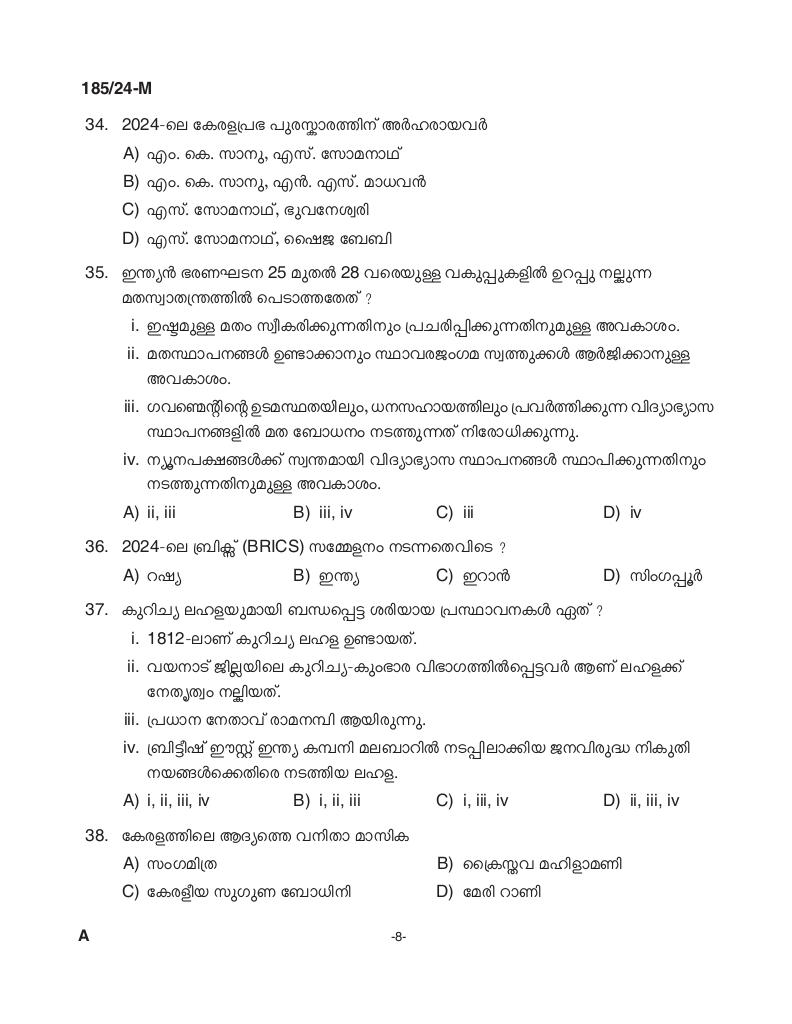 185/24-M
34. 2024-ലെ കേരളപ്രഭ പുരസ്കാരത്തിന് അർഹരായവർ
A) എം. കെ. സാനു, എസ്. സോമനാഥ്
B) എം. കെ. സാനു, എൻ. എസ്. മാധവൻ
C) എസ്. സോമനാഥ്, ഭുവനേശ്വരി
D) എസ്. സോമനാഥ്, ഷൈജ ബേബി
35. ഇന്ത്യൻ ഭരണഘടന 25 മുതൽ 28 വരെയുള്ള വകുപ്പുകളിൽ ഉറപ്പു നല്കുന്ന
മതസ്വാതന്ത്രത്തിൽ പെടാത്തതേത് ?
i. ഇഷ്ടമുള്ള മതം സ്വീകരിക്കുന്നതിനും പ്രചരിപ്പിക്കുന്നതിനുമുള്ള അവകാശം.
ii. മതസ്ഥാപനങ്ങൾ ഉണ്ടാക്കാനും സ്ഥാവരജംഗമ സ്വത്തുക്കൾ ആർജിക്കാനുള്ള
അവകാശം.
iii. ഗവണ്മെന്റിന്റെ ഉടമസ്ഥതയിലും, ധനസഹായത്തിലും പ്രവർത്തിക്കുന്ന വിദ്യാഭ്യാസ
സ്ഥാപനങ്ങളിൽ മത ബോധനം നടത്തുന്നത് നിരോധിക്കുന്നു.
iv. ന്യൂനപക്ഷങ്ങൾക്ക് സ്വന്തമായി വിദ്യാഭ്യാസ സ്ഥാപനങ്ങൾ സ്ഥാപിക്കുന്നതിനും
നടത്തുന്നതിനുമുള്ള അവകാശം.
A) ii, iii B) iii, iv C) iii D) iv
36. 2024-ലെ ബ്രിക്സ് (BRICS) സമ്മേളനം നടന്നതെവിടെ ?
A) റഷ്യ B) ഇന്ത്യ C) ഇറാൻ D) സിംഗപ്പൂർ
37. കുറിച്യ ലഹളയുമായി ബന്ധപ്പെട്ട ശരിയായ പ്രസ്ഥാവനകൾ ഏത് ?
i. 1812-ലാണ് കുറിച്യ ലഹള ഉണ്ടായത്.
ii. വയനാട് ജില്ലയിലെ കുറിച്യ-കുംഭാര വിഭാഗത്തിൽപ്പെട്ടവർ ആണ് ലഹളക്ക്
നേതൃത്വം നല്കിയത്.
iii. പ്രധാന നേതാവ് രാമനമ്പി ആയിരുന്നു.
iv. ബ്രിട്ടീഷ് ഈസ്റ്റ് ഇന്ത്യ കമ്പനി മലബാറിൽ നടപ്പിലാക്കിയ ജനവിരുദ്ധ നികുതി
നയങ്ങൾക്കെതിരെ നടത്തിയ ലഹള.
A) i, ii, iii, iv B) i, ii, iii C) i, iii, iv D) ii, iii, iv
38. കേരളത്തിലെ ആദ്യത്തെ വനിതാ മാസിക
A) സംഗമിത്ര B) ക്രൈസ്തവ മഹിളാമണി
C) കേരളീയ സുഗുണ ബോധിനി D) മേരി റാണി
A -8-